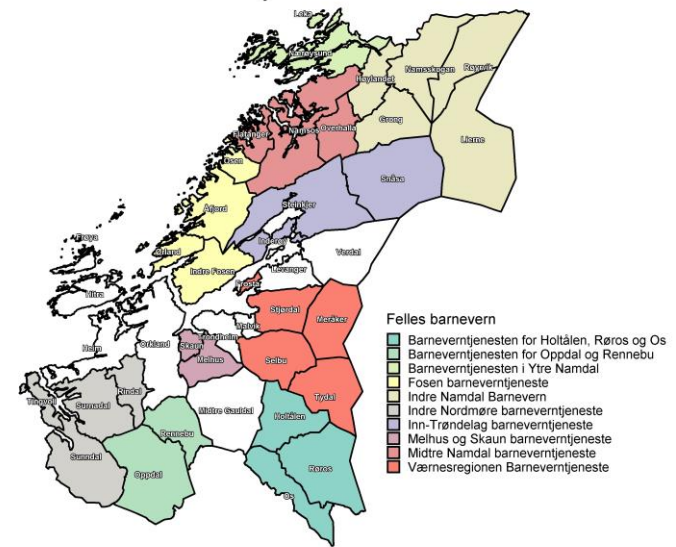 Leka
Nærøysund
Høylandet
Namsskogan
Røyrvik
Grong
Lierne
Flatanger
Namsos
Overhalla
Osen
Snåsa
Steinkjer
Åfjord
Inderøy
Verdal
Frøya
Ørland
Indre Fosen
Levanger
Frosta
Hitra
Stjørdal
Meråker
Malvik
Trondheim
Heim
Orkland
Skaun
Melhus
Selbu
Tydal
Tingvoll
Surnadal
Rindal
Midtre Gauldal
Holtålen
Rennebu
Sunndal
Oppdal
Røros
Os
Felles barnevern
Barneverntjenesten for Holtålen, Røros og Os
Barneverntjenesten for Oppdal og Rennebu
Barneverntjenesten i Ytre Namdal
Fosen barneverntjeneste
Indre Namdal Barnevern
Indre Nordmøre barneverntjeneste
Inn-Trøndelag barneverntjeneste
Melhus og Skaun barneverntjeneste
Midtre Namdal barneverntjeneste
Værnesregionen Barneverntjeneste